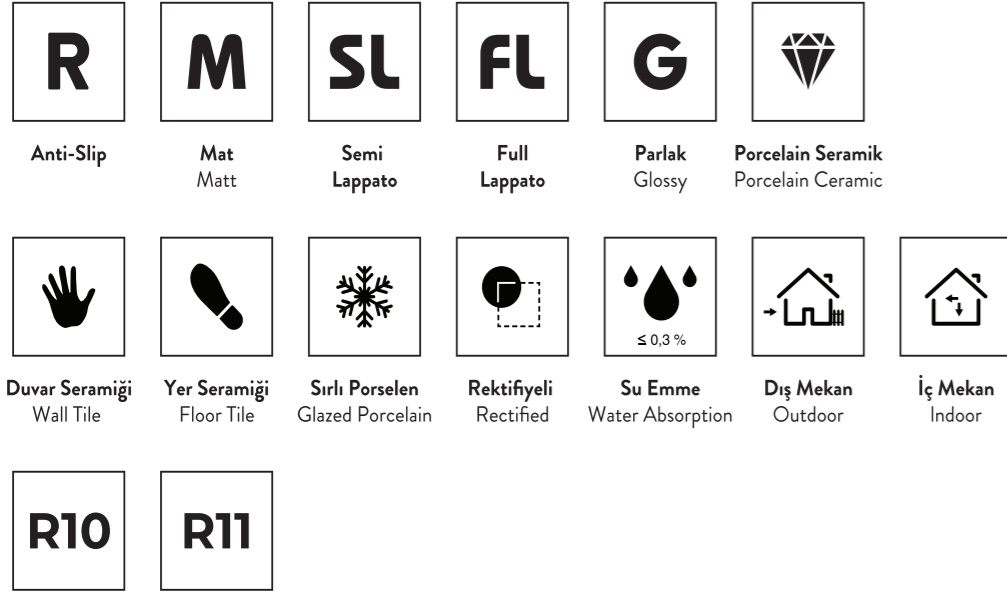 R M SL FL G
Anti-Slip Mat Semi Full Parlak Porcelain Seramik
Matt Lappato Lappato Glossy Porcelain Ceramic
≤ 0,3 %
Duvar Seramiği Yer Seramiği Sırlı Porselen Rektifiyeli Su Emme Dış Mekan İç Mekan
Wall Tile Floor Tile Glazed Porcelain Rectified Water Absorption Outdoor Indoor
R10 R11